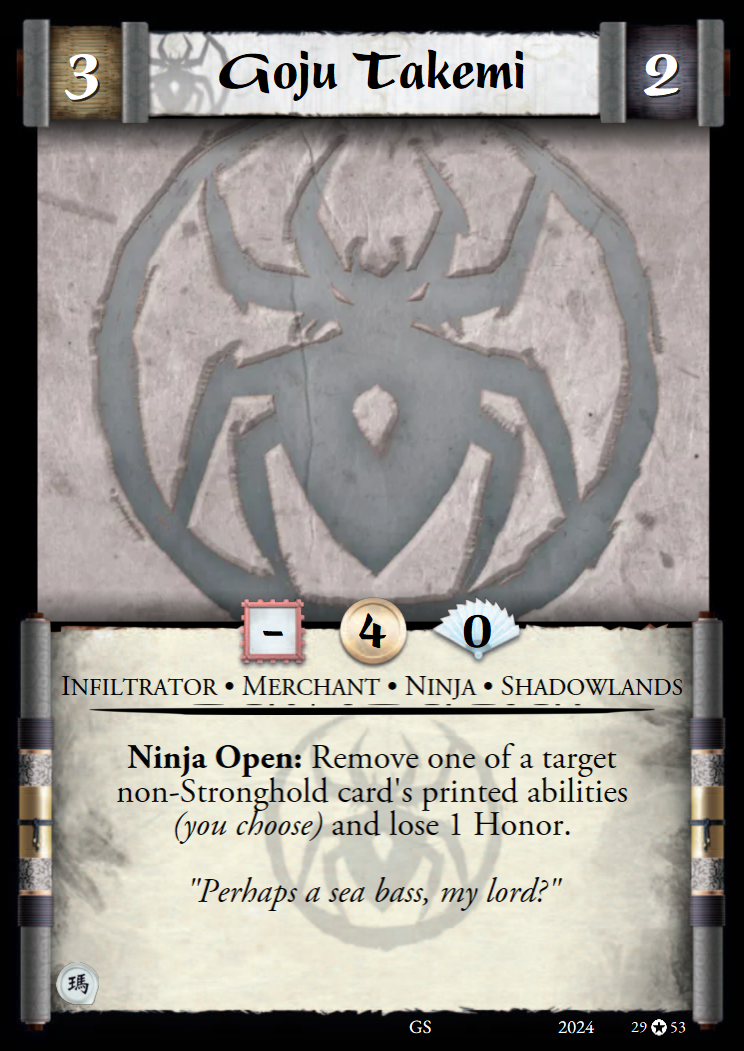 3 Goju Takemi 2
- 4 0
Infiltrator • Merchant • Ninja • Shadowlands
Ninja Open: Remove one of a target
non-Stronghold card's printed abilities
(you choose) and lose 1 Honor.
"Perhaps a sea bass, my lord?"
瑪
GS 2024 29 ✪ 53